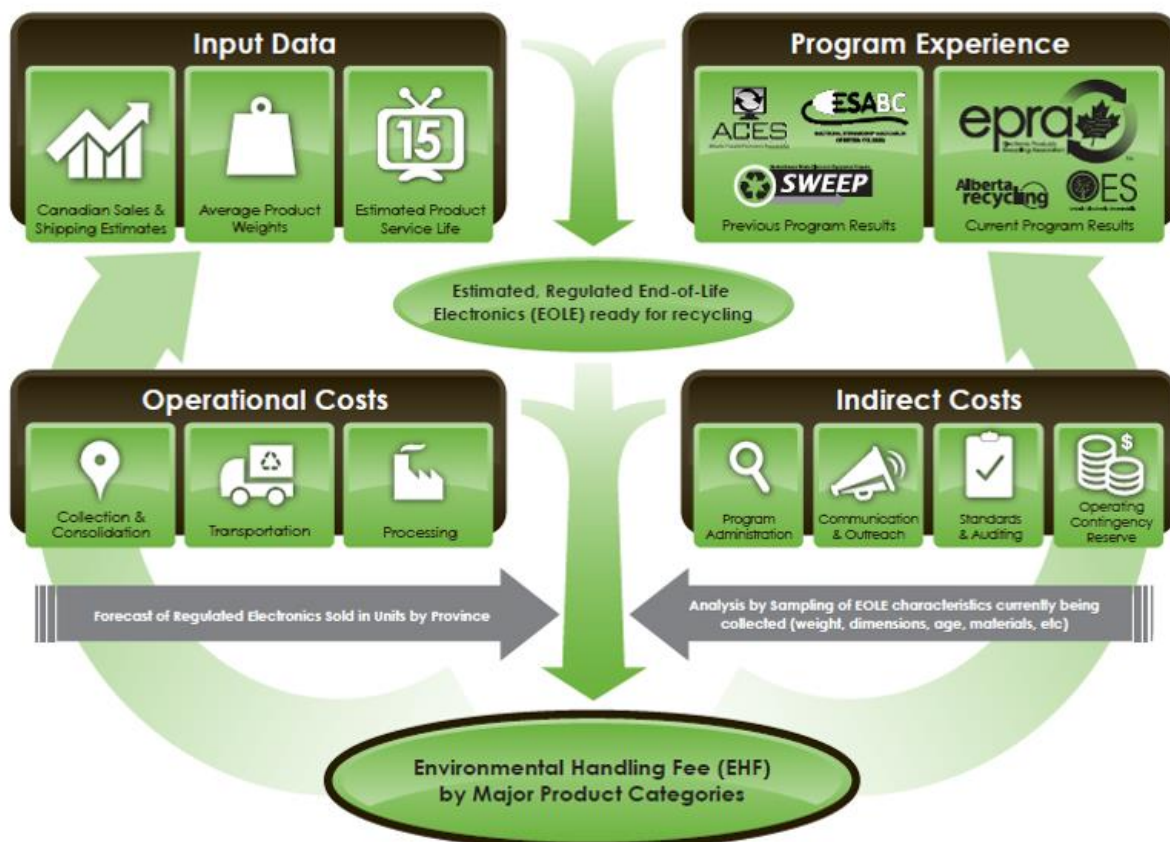 Input Data
Canadian Sales &
Shipping Estimates
Average Product
Weights
15
Estimated Product
Service Life
Program Experience
ACES
ESABC
SWEEP
Previous Program Results
epra
Electronic Products
Recycling Association
Alberta
recycling
OES
Current Program Results
Estimated, Regulated End-of-Life
Electronics (EOLE) ready for recycling
Operational Costs
Collection &
Consolidation
Transportation
Processing
Indirect Costs
Program
Administration
Communication
& Outreach
Standards
& Auditing
$
Operating
Contingency
Reserve
Forecast of Regulated Electronics Sold in Units by Province
Analysis by Sampling of EOLE characteristics currently being
collected (weight, dimensions, age, materials, etc)
Environmental Handling Fee (EHF)
by Major Product Categories